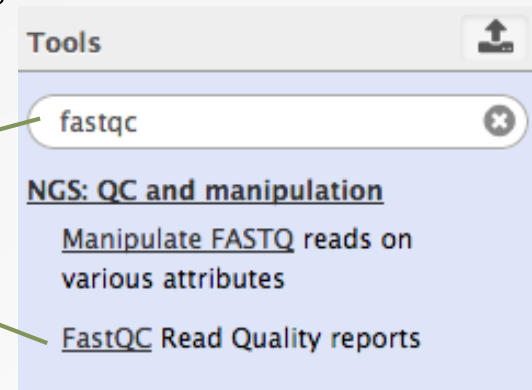 Tools
fastqc
NGS: QC and manipulation
Manipulate FASTQ reads on
various attributes
FastQC Read Quality reports